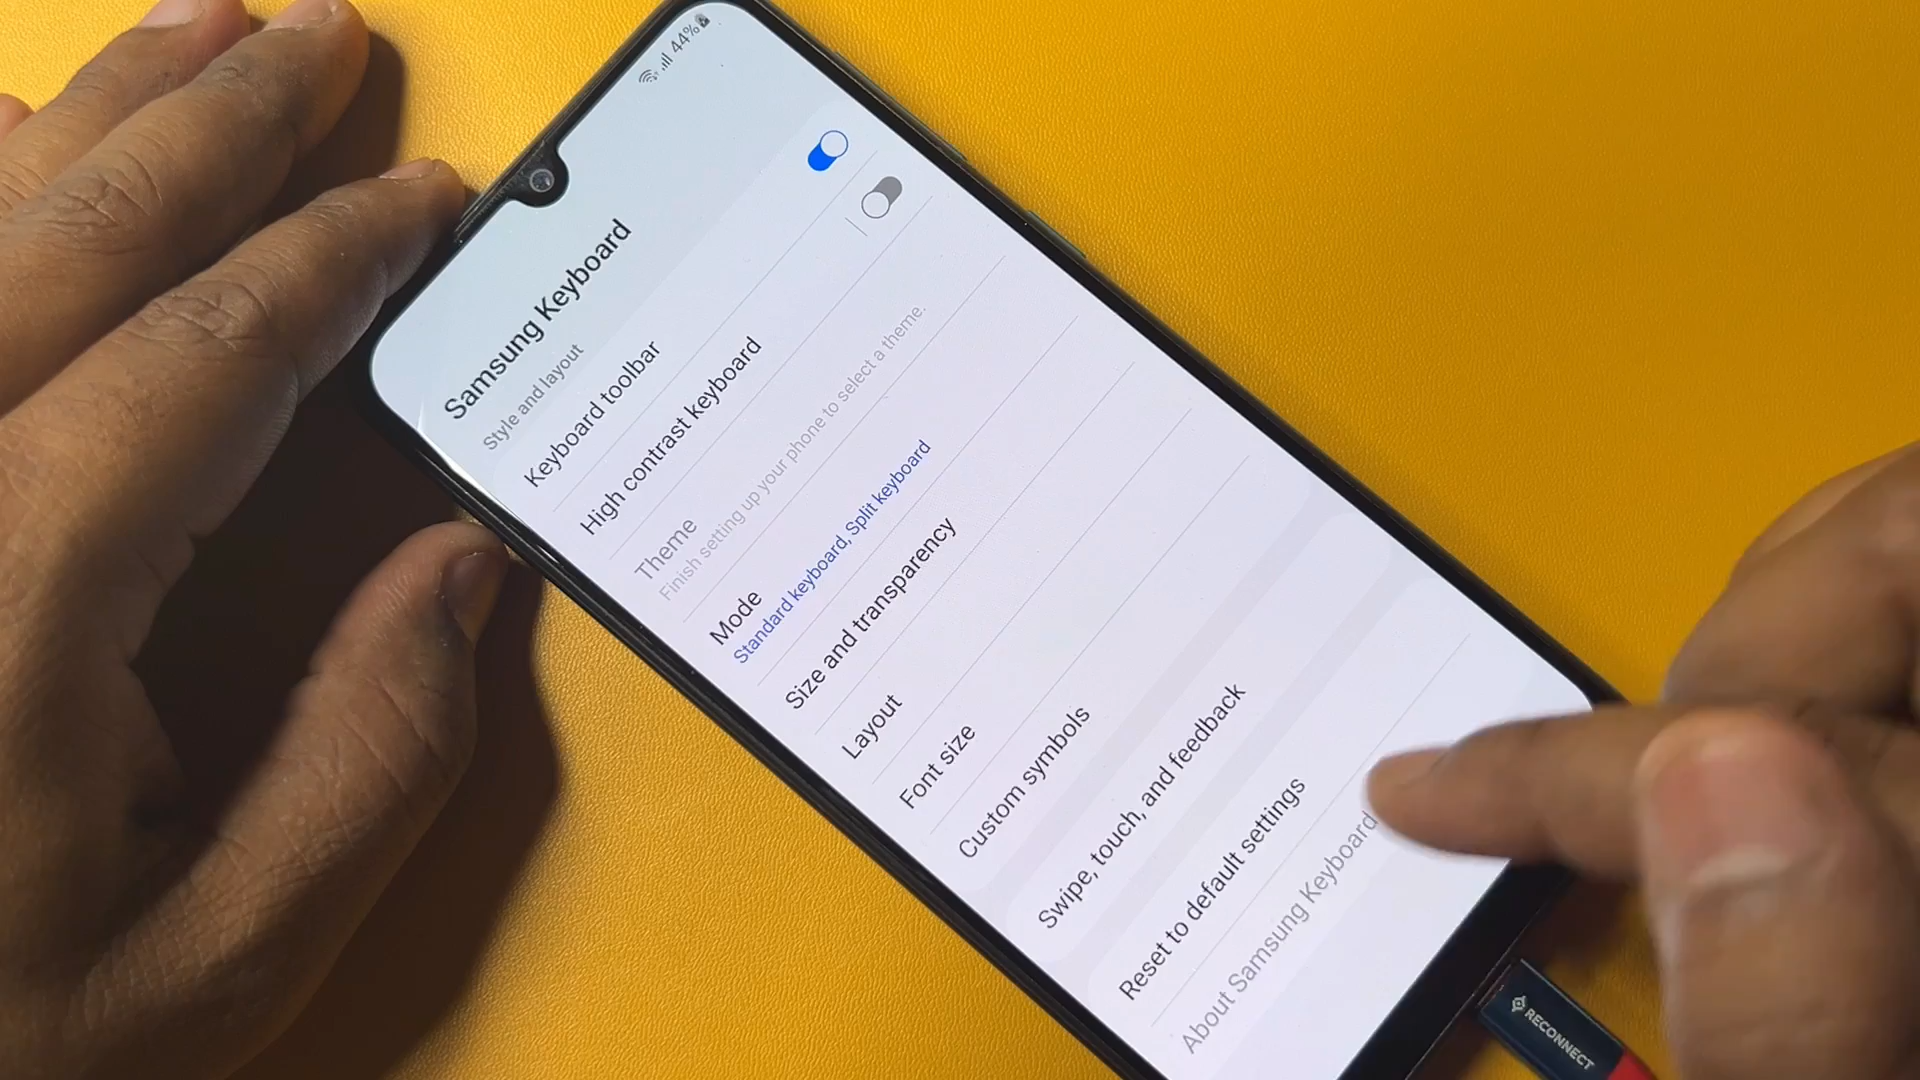 44%
Samsung Keyboard
Style and layout
Keyboard toolbar
High contrast keyboard
Theme
Finish setting up your phone to select a theme.
Mode
Standard keyboard, Split keyboard
Size and transparency
Layout
Font size
Custom symbols
Swipe, touch, and feedback
Reset to default settings
About Samsung Keyboard
RECONNECT